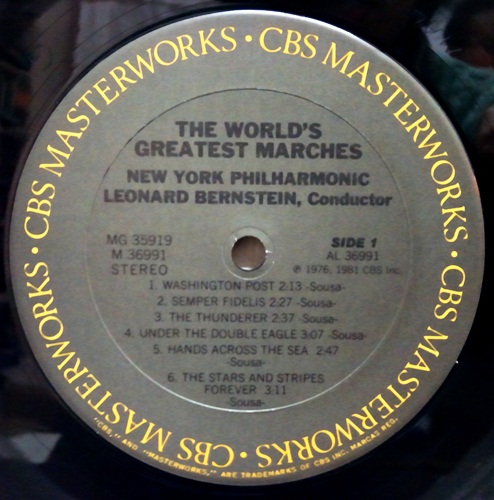 CBS MASTERWORKS · CBS MASTERWORKS · CBS MASTERWORKS · CBS MASTERWORKS ·
THE WORLD'S
GREATEST MARCHES
NEW YORK PHILHARMONIC
LEONARD BERNSTEIN, Conductor
MG 35919
M 36991
STEREO
SIDE 1
AL 36991
℗ 1976, 1981 CBS Inc.
1. WASHINGTON POST 2:13 -Sousa-
2. SEMPER FIDELIS 2:27 -Sousa-
3. THE THUNDERER 2:37 -Sousa-
4. UNDER THE DOUBLE EAGLE 3:07 -Sousa-
5. HANDS ACROSS THE SEA 2:47
-Sousa-
6. THE STARS AND STRIPES
FOREVER 3:11
-Sousa-
"CBS," AND "MASTERWORKS," ARE TRADEMARKS OF CBS INC. MARCAS REG.